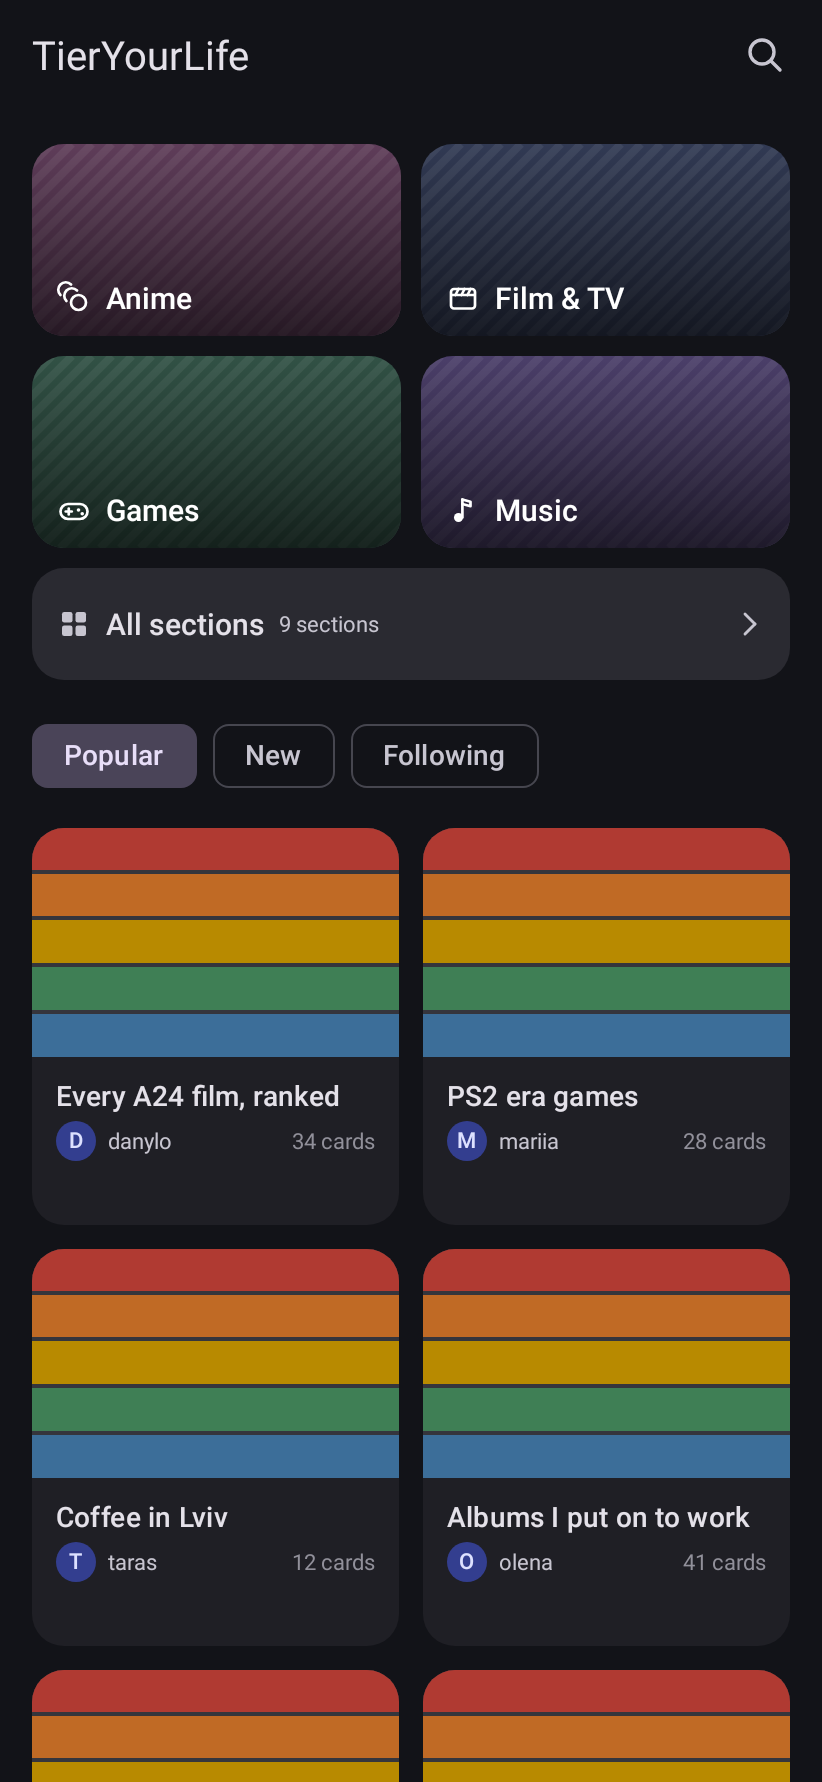 TierYourLife
Anime
Film & TV
Games
Music
All sections 9 sections
Popular New Following
Every A24 film, ranked
D danylo 34 cards
PS2 era games
M mariia 28 cards
Coffee in Lviv
T taras 12 cards
Albums I put on to work
O olena 41 cards